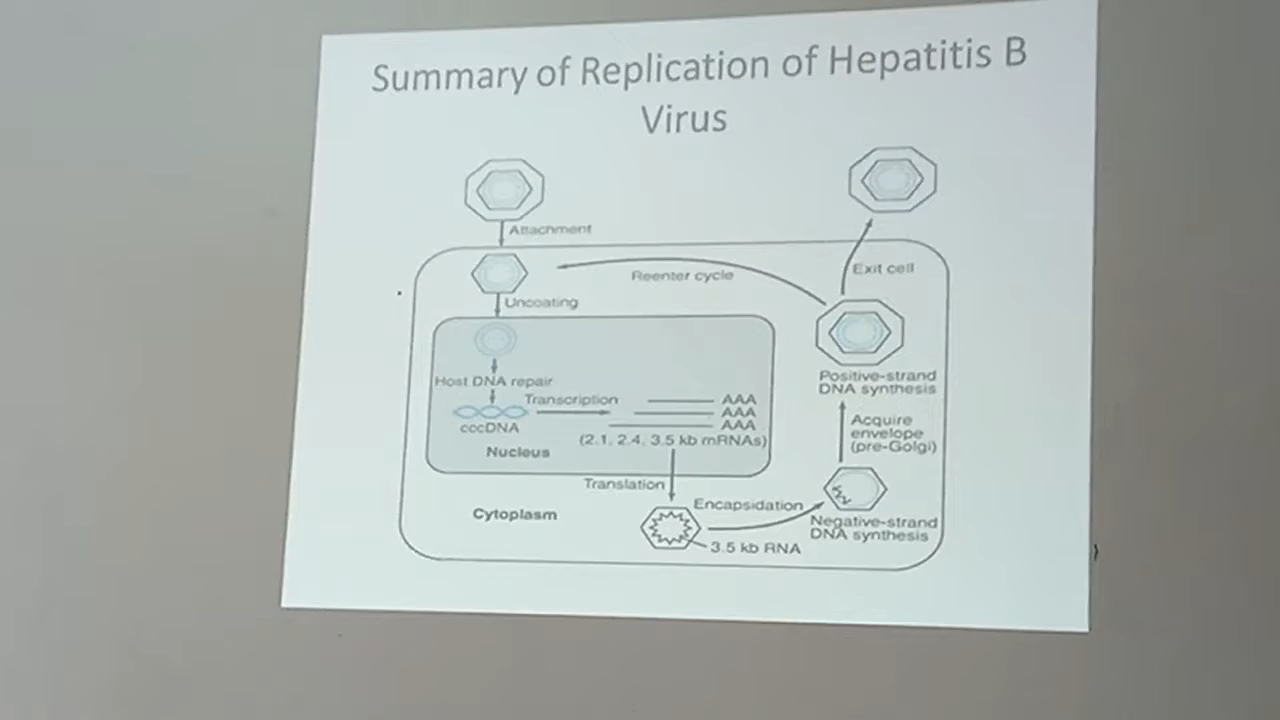 Summary of Replication of Hepatitis B
Virus
Attachment
Reenter cycle
Exit cell
Uncoating
Host DNA repair
Transcription
AAA
AAA
AAA
cccDNA
(2.1, 2.4, 3.5 kb mRNAs)
Nucleus
Positive-strand
DNA synthesis
Acquire
envelope
(pre-Golgi)
Translation
Encapsidation
Cytoplasm
Negative-strand
DNA synthesis
3.5 kb RNA